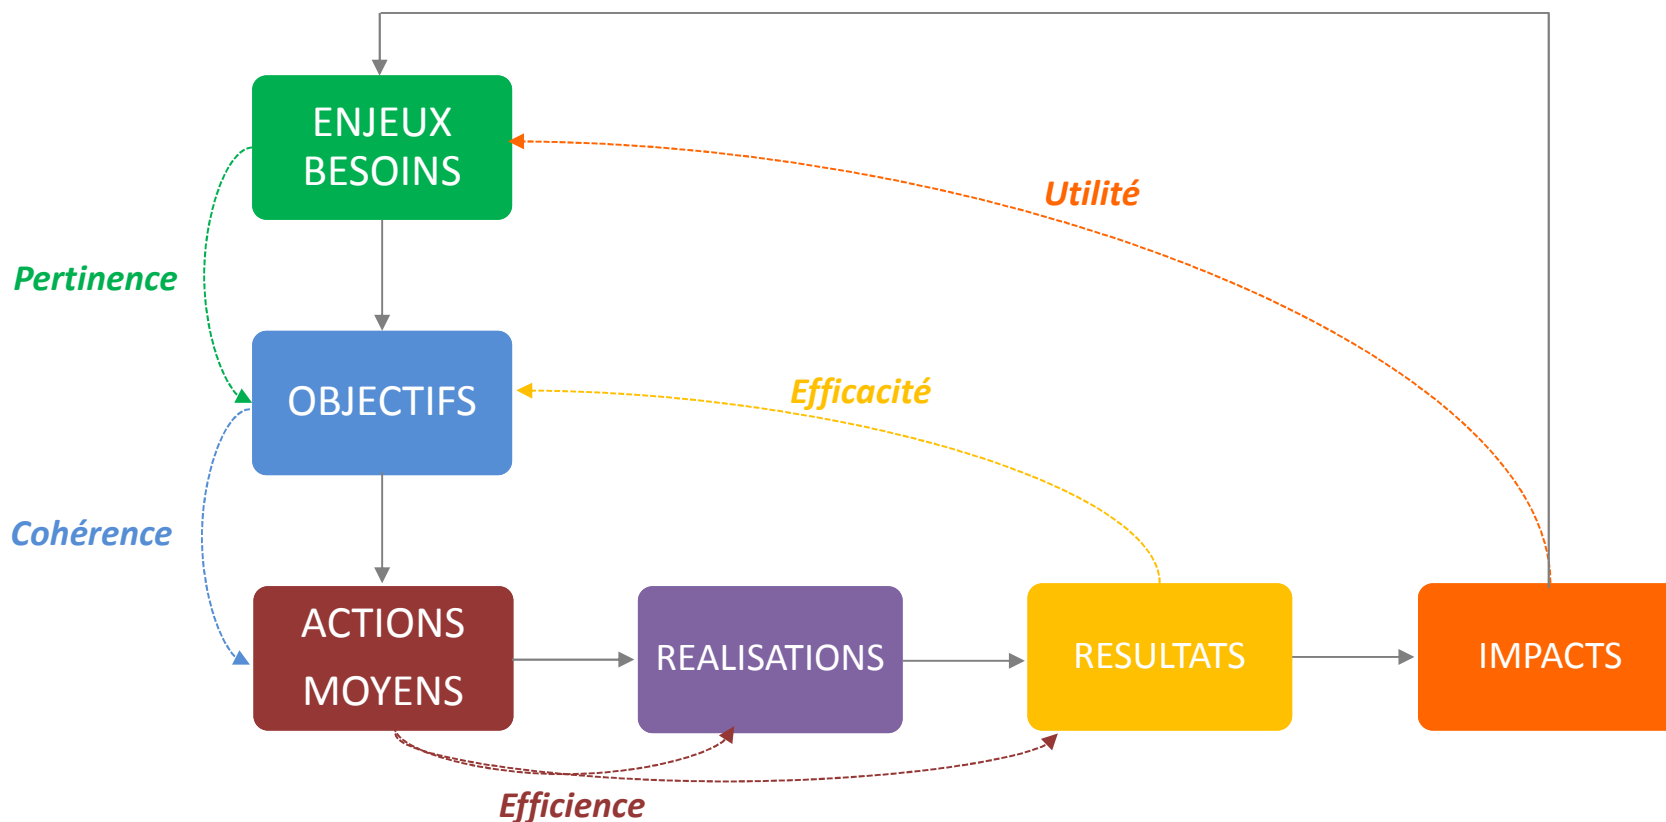 ENJEUX
BESOINS
Utilité
Pertinence
OBJECTIFS
Efficacité
Cohérence
ACTIONS
MOYENS
REALISATIONS
RESULTATS
IMPACTS
Efficience